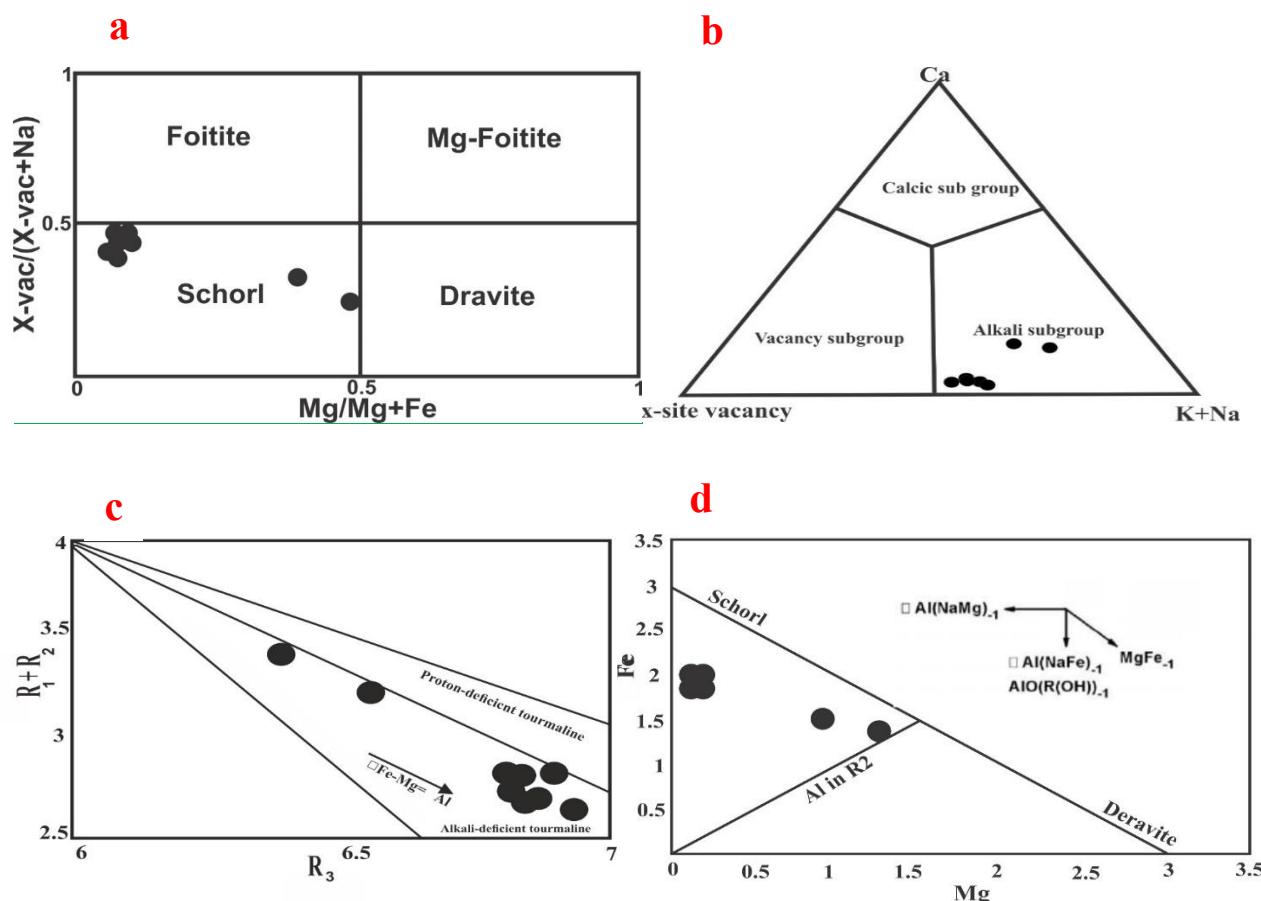 a
1
Foitite
Mg-Foitite
0.5
Schorl
Dravite
0
0.5
1
X-vac/(X-vac+Na)
Mg/Mg+Fe
b
Ca
Calcic sub group
Vacancy subgroup
Alkali subgroup
x-site vacancy
K+Na
c
4
3.5
3
2.5
R1+R2
Proton-deficient tourmaline
□Fe-Mg= Al
Alkali-deficient tourmaline
6
6.5
7
R3
d
3.5
3
2.5
2
1.5
1
0.5
Fe
Schorl
□ Al(NaMg)-1
□ Al(NaFe)-1
MgFe-1
AlO(R(OH))-1
Al in R2
Deravite
0
0.5
1
1.5
2
2.5
3
3.5
Mg